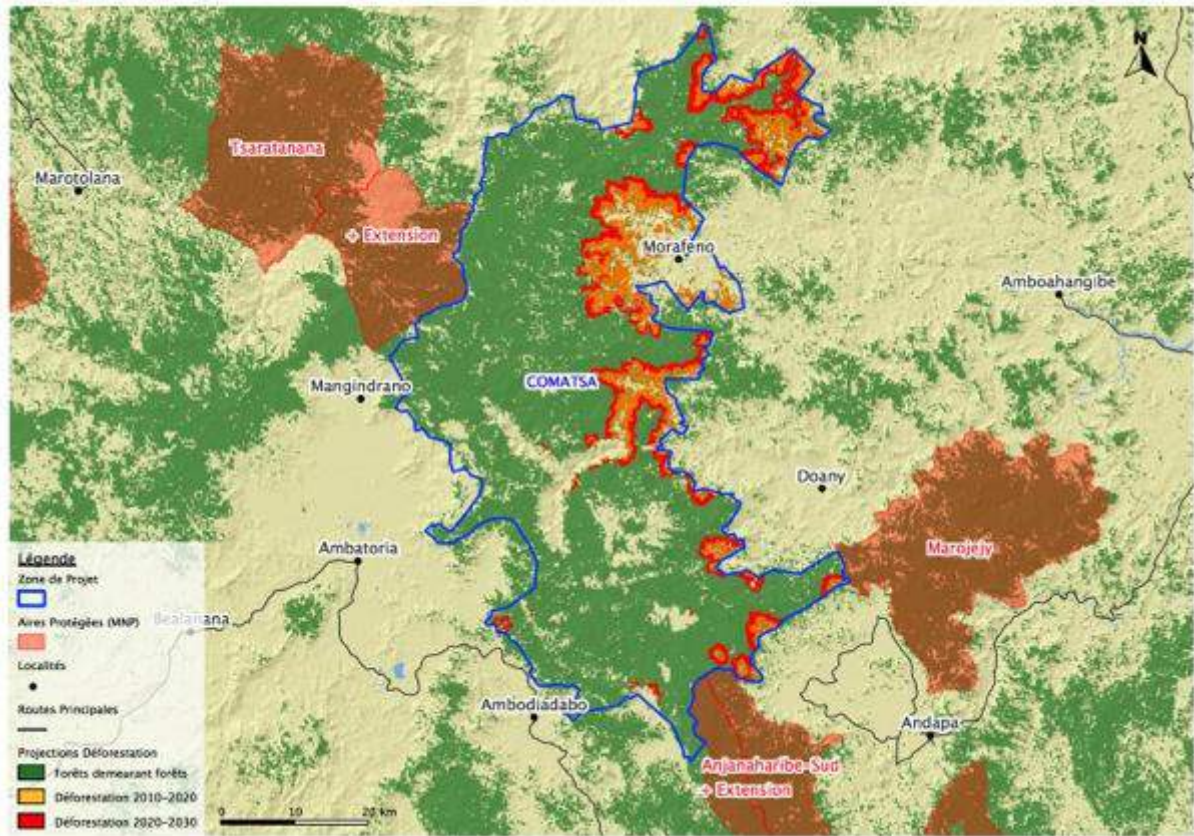 N
Tsaratanana
Marotolana
+ Extension
Morafeno
Amboahangibe
Mangindrano
COMATSA
Doany
Ambatoria
Marojejy
Bealanana
Ambodiadabo
Andapa
Anjanaharibe-Sud
+ Extension
Légende
Zone de Projet
Aires Protégées (MNP)
Localités
Routes Principales
Projections Déforestation
Forêts demeurant forêts
Déforestation 2010-2020
Déforestation 2020-2030
0 10 20 km